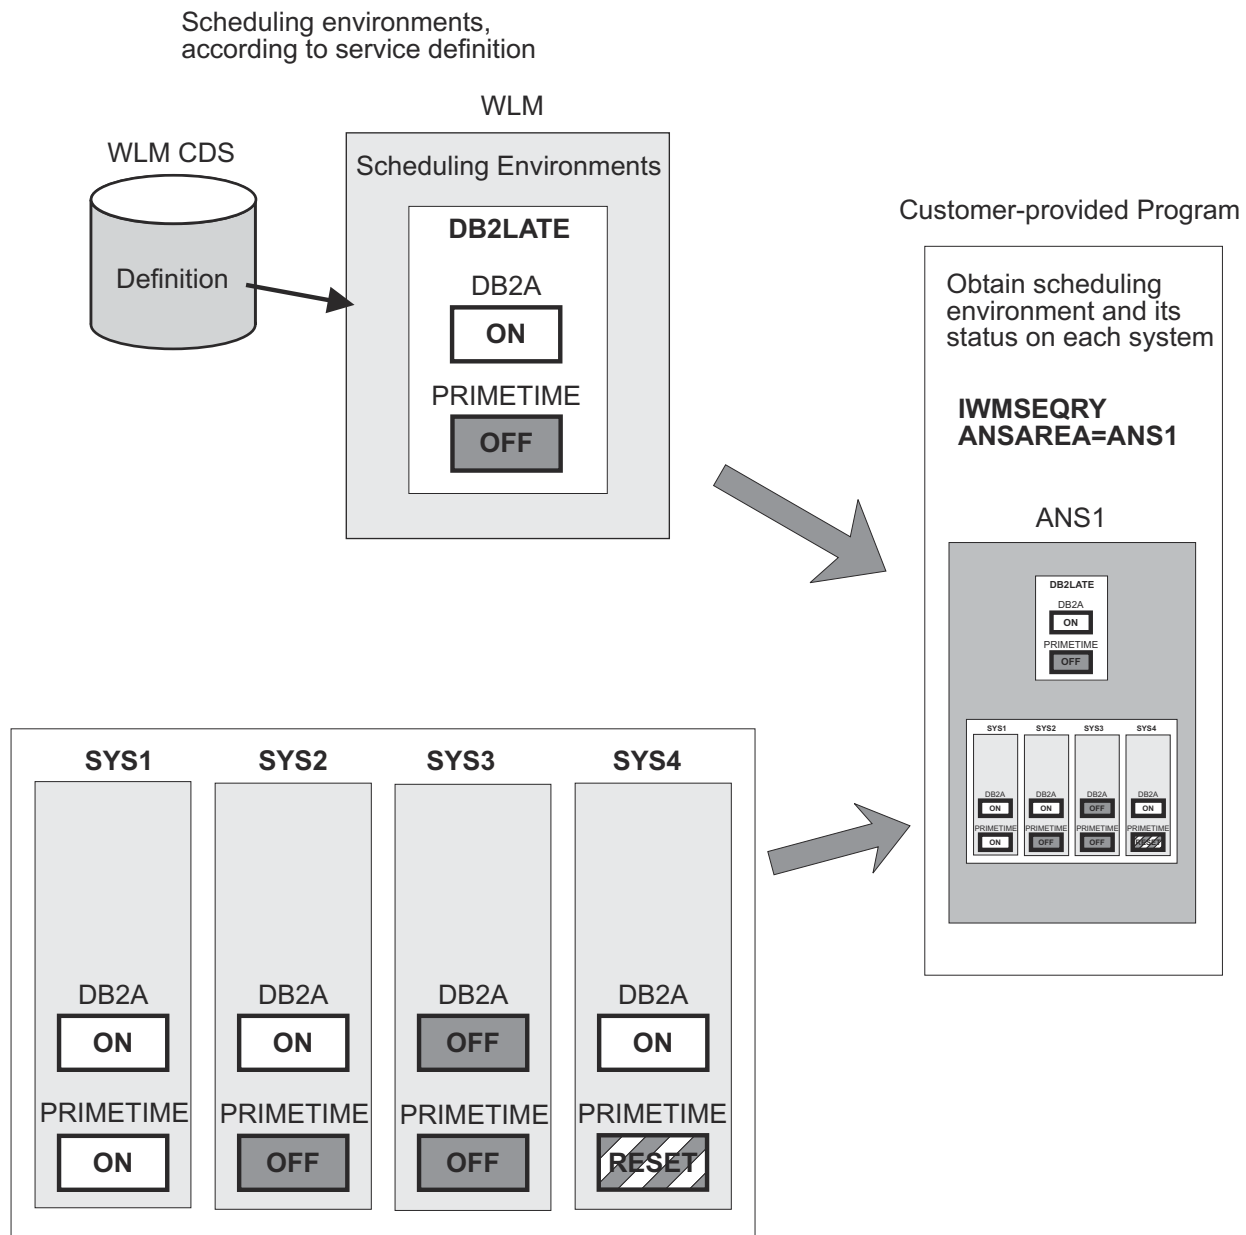 Scheduling environments,
according to service definition
WLM
WLM CDS
Definition
Scheduling Environments
DB2LATE
DB2A
ON
PRIMETIME
OFF
Customer-provided Program
Obtain scheduling
environment and its
status on each system
IWMSEQRY
ANSAREA=ANS1
ANS1
DB2LATE
DB2A
ON
PRIMETIME
OFF
SYS1 SYS2 SYS3 SYS4
DB2A DB2A DB2A DB2A
ON ON OFF ON
PRIMETIME PRIMETIME PRIMETIME PRIMETIME
ON OFF OFF RESET
SYS1 SYS2 SYS3 SYS4
DB2A DB2A DB2A DB2A
ON ON OFF ON
PRIMETIME PRIMETIME PRIMETIME PRIMETIME
ON OFF OFF RESET